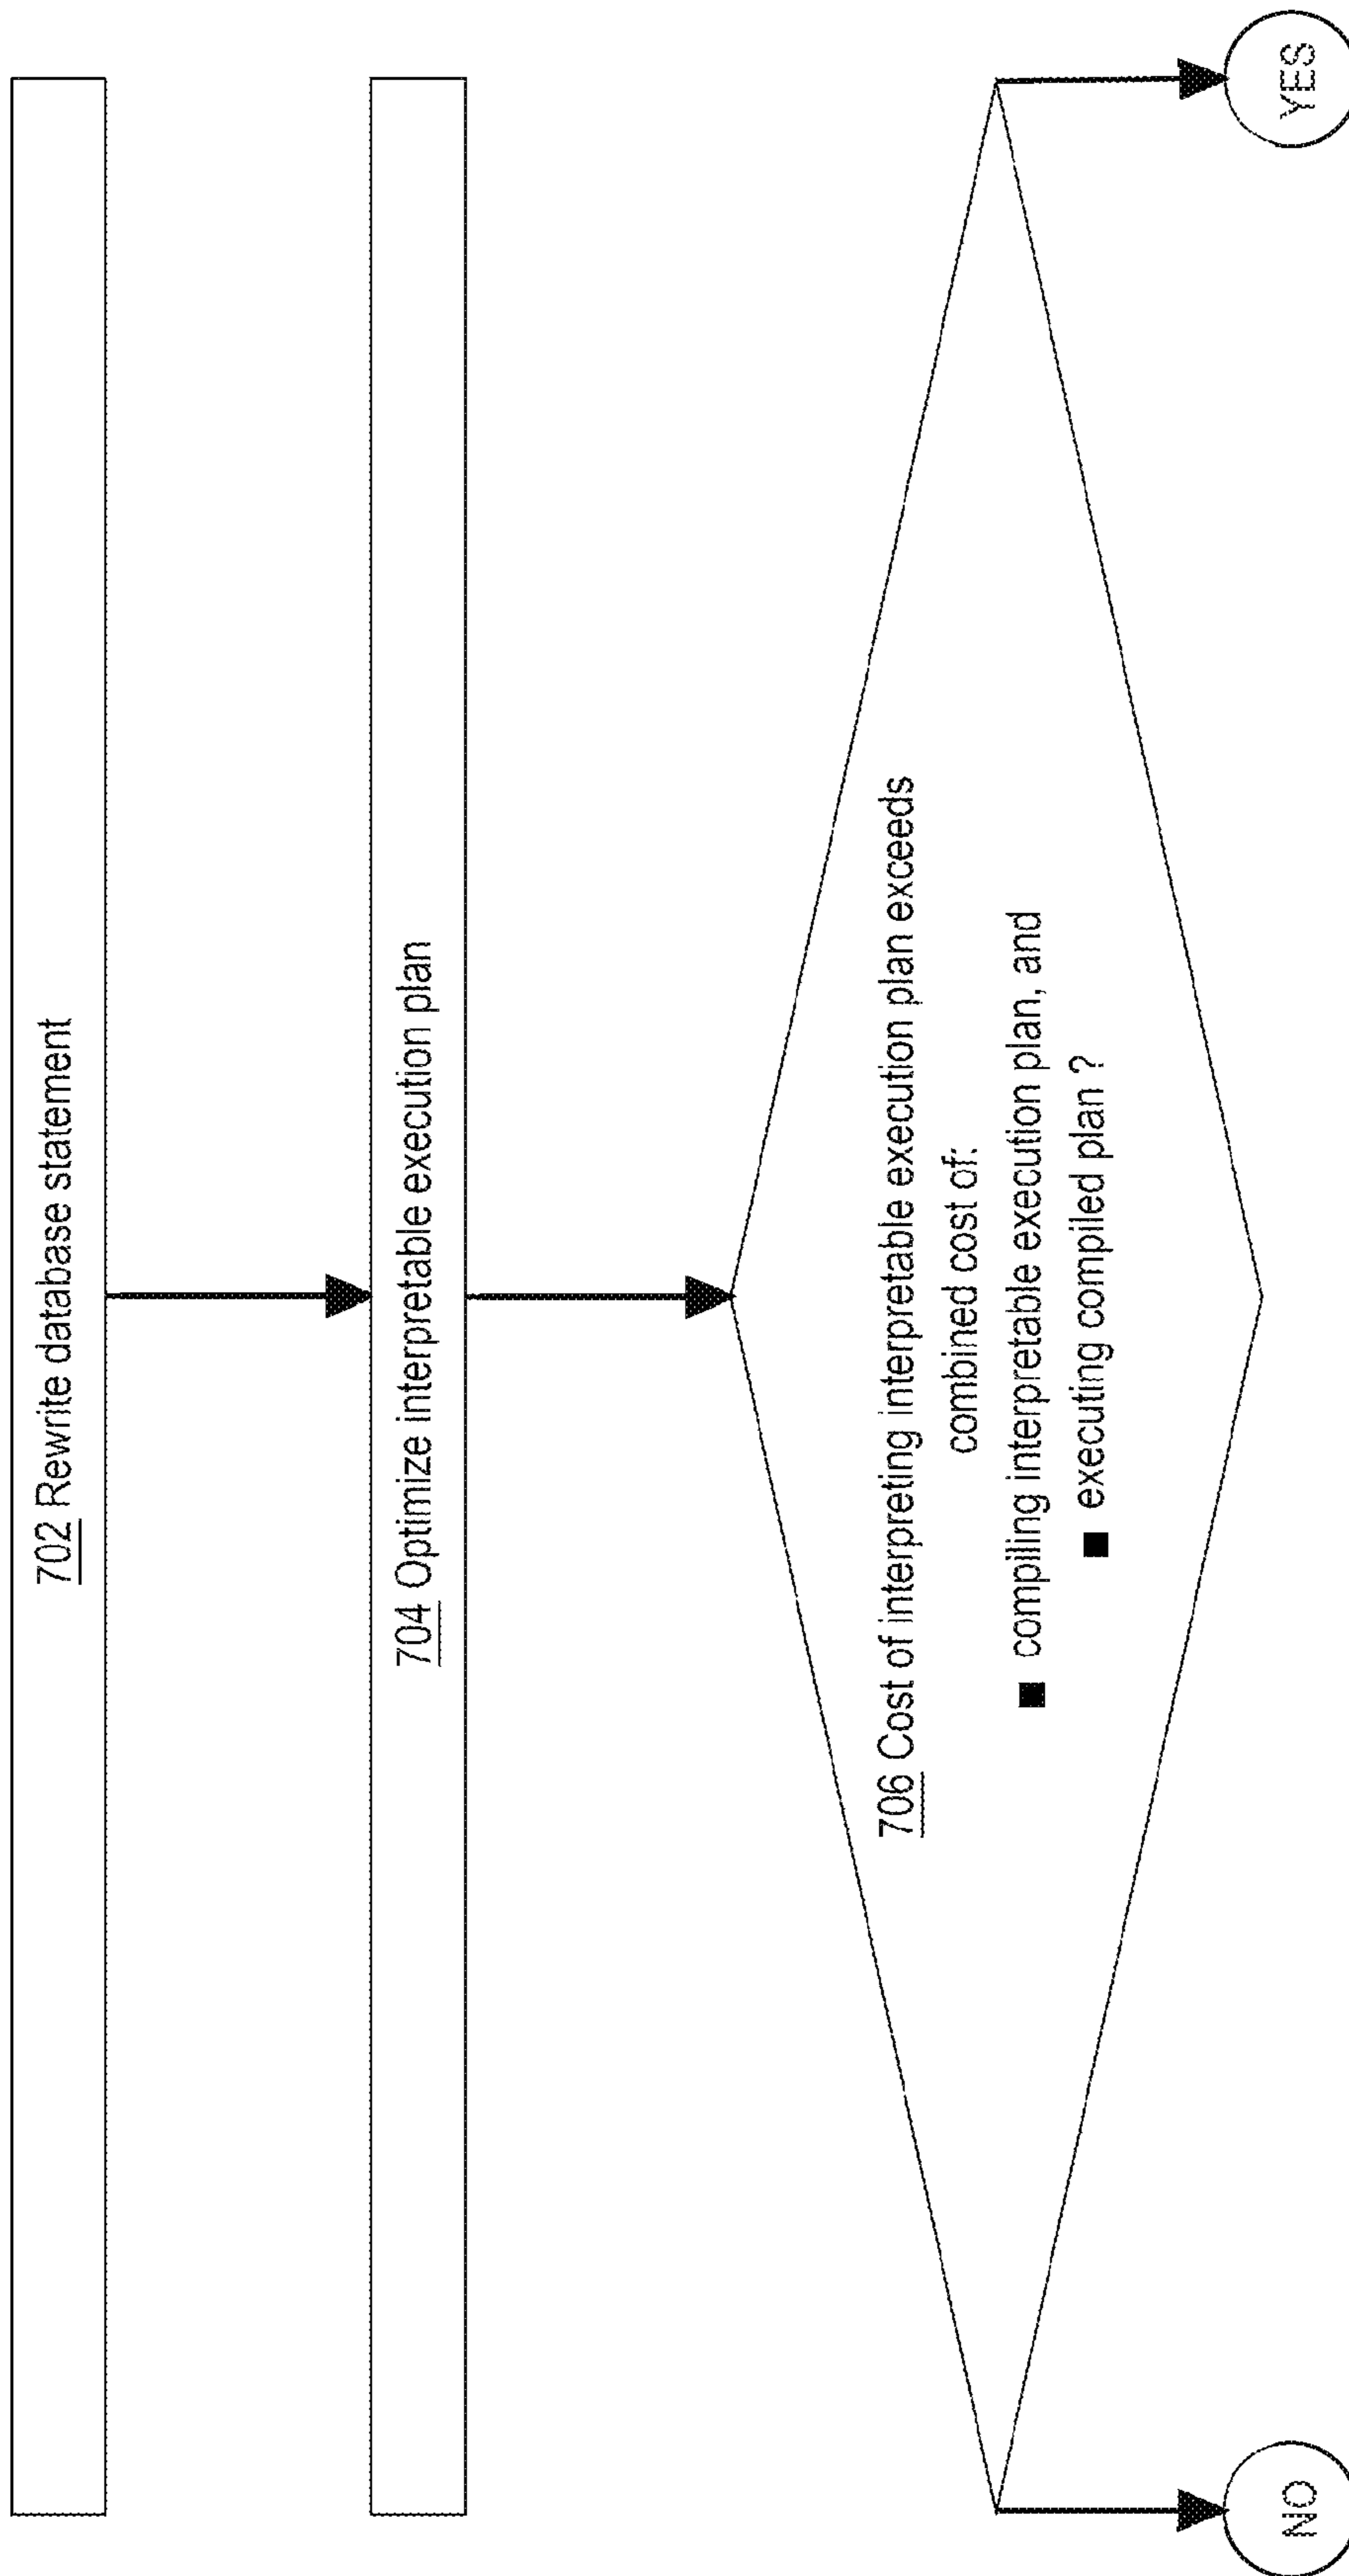 702 Rewrite database statement
704 Optimize interpretable execution plan
706 Cost of interpreting interpretable execution plan exceeds
combined cost of:
■ compiling interpretable execution plan, and
■ executing compiled plan ?
NO
YES